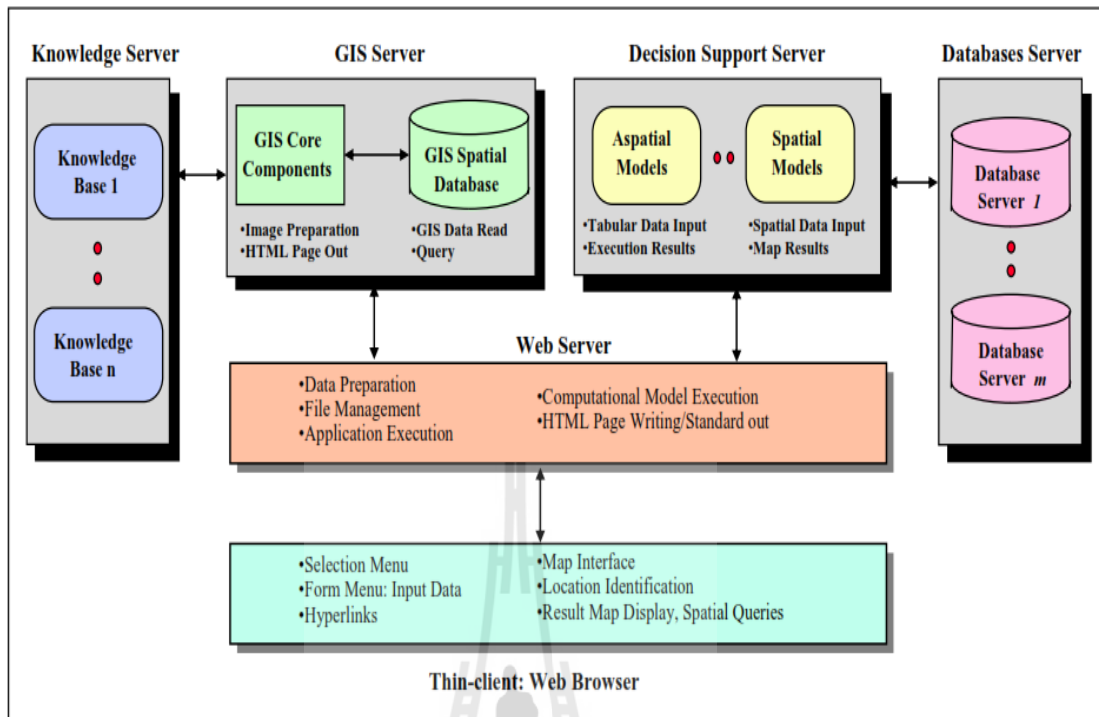 Knowledge Server
GIS Server
Decision Support Server
Databases Server
Knowledge
Base 1
Knowledge
Base n
GIS Core
Components
GIS Spatial
Database
•Image Preparation
•HTML Page Out
•GIS Data Read
•Query
Aspatial
Models
Spatial
Models
•Tabular Data Input
•Execution Results
•Spatial Data Input
•Map Results
Database
Server 1
Database
Server m
Web Server
•Data Preparation
•File Management
•Application Execution
•Computational Model Execution
•HTML Page Writing/Standard out
•Selection Menu
•Form Menu: Input Data
•Hyperlinks
•Map Interface
•Location Identification
•Result Map Display, Spatial Queries
Thin-client: Web Browser